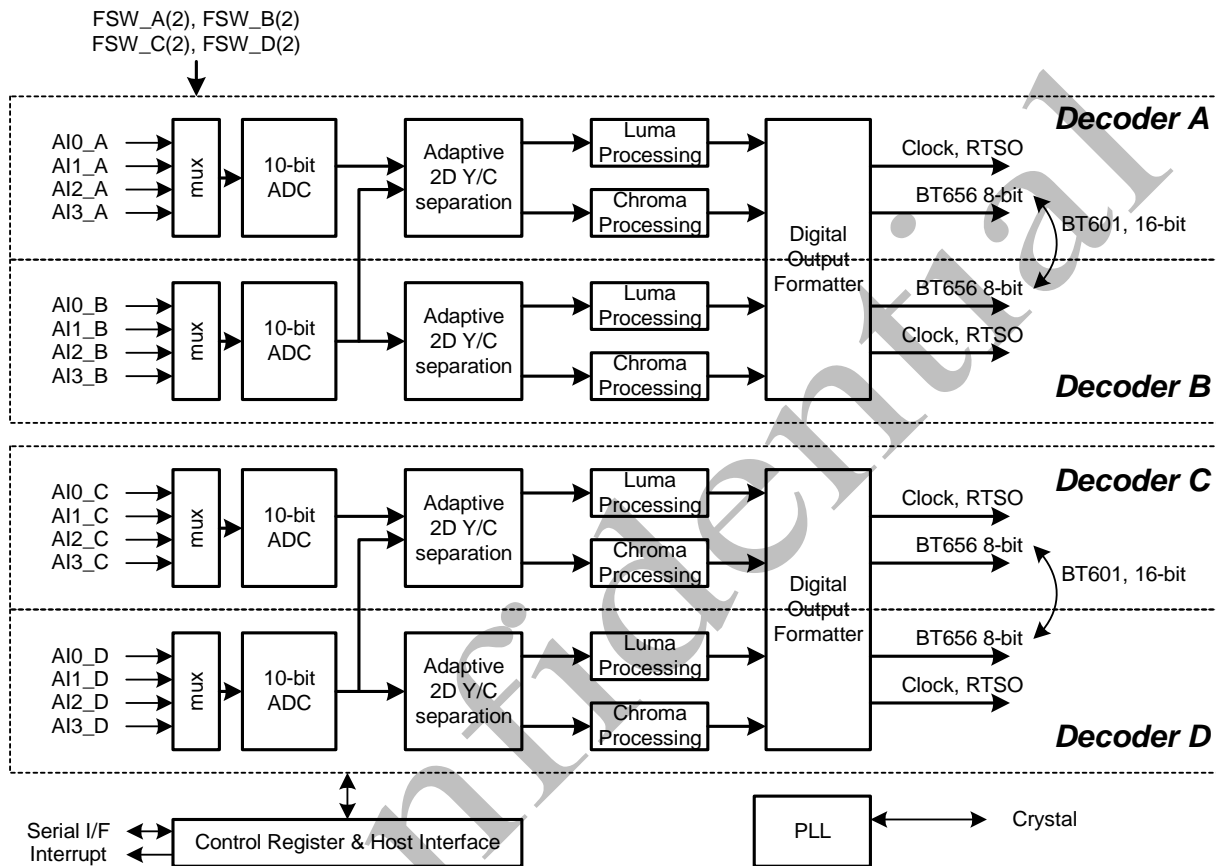 FSW_A(2), FSW_B(2)
FSW_C(2), FSW_D(2)
Decoder A
AI0_A
AI1_A
AI2_A
AI3_A
mux
10-bit
ADC
Adaptive
2D Y/C
separation
Luma
Processing
Chroma
Processing
Digital
Output
Formatter
Clock, RTSO
BT656 8-bit
BT601, 16-bit
AI0_B
AI1_B
AI2_B
AI3_B
mux
10-bit
ADC
Adaptive
2D Y/C
separation
Luma
Processing
Chroma
Processing
BT656 8-bit
Clock, RTSO
Decoder B
Decoder C
AI0_C
AI1_C
AI2_C
AI3_C
mux
10-bit
ADC
Adaptive
2D Y/C
separation
Luma
Processing
Chroma
Processing
Digital
Output
Formatter
Clock, RTSO
BT656 8-bit
BT601, 16-bit
AI0_D
AI1_D
AI2_D
AI3_D
mux
10-bit
ADC
Adaptive
2D Y/C
separation
Luma
Processing
Chroma
Processing
BT656 8-bit
Clock, RTSO
Decoder D
Serial I/F
Interrupt
Control Register & Host Interface
PLL
Crystal
nfidential